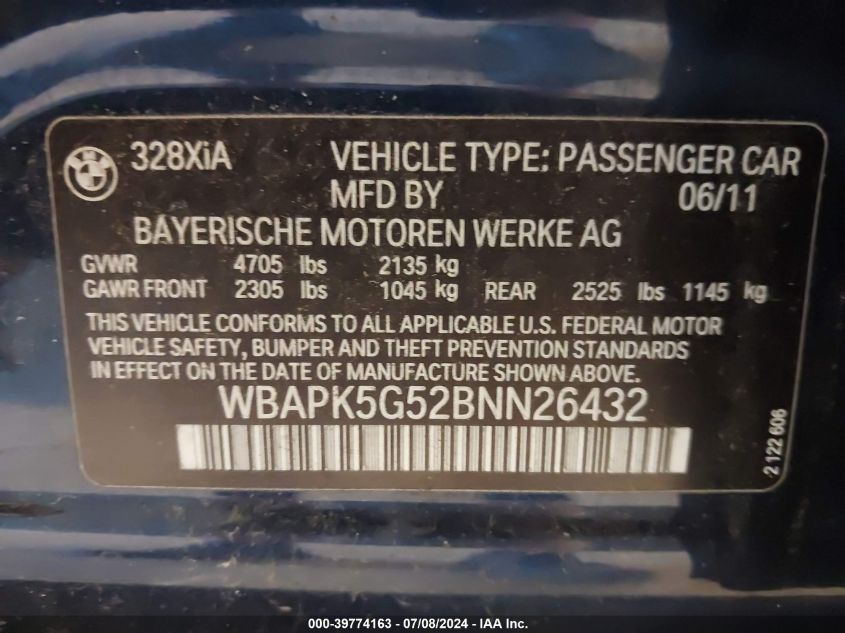 328XiA VEHICLE TYPE: PASSENGER CAR
MFD BY 06/11
BAYERISCHE MOTOREN WERKE AG
GVWR 4705 lbs 2135 kg
GAWR FRONT 2305 lbs 1045 kg REAR 2525 lbs 1145 kg
THIS VEHICLE CONFORMS TO ALL APPLICABLE U.S. FEDERAL MOTOR
VEHICLE SAFETY, BUMPER AND THEFT PREVENTION STANDARDS
IN EFFECT ON THE DATE OF MANUFACTURE SHOWN ABOVE.
WBAPK5G52BNN26432
2 122 606
000-39774163 - 07/08/2024 - IAA Inc.